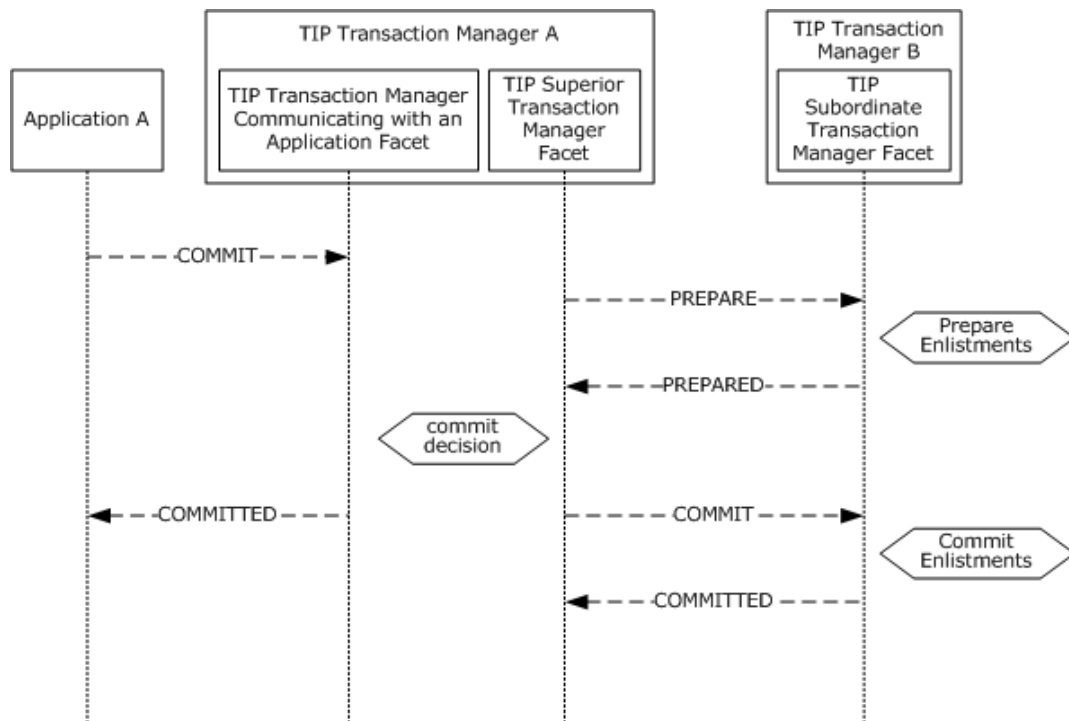 TIP Transaction Manager A
TIP Transaction
Manager B
Application A
TIP Transaction Manager
Communicating with an
Application Facet
TIP Superior
Transaction
Manager
Facet
TIP
Subordinate
Transaction
Manager Facet
COMMIT
PREPARE
Prepare
Enlistments
PREPARED
commit
decision
COMMITTED
COMMIT
Commit
Enlistments
COMMITTED